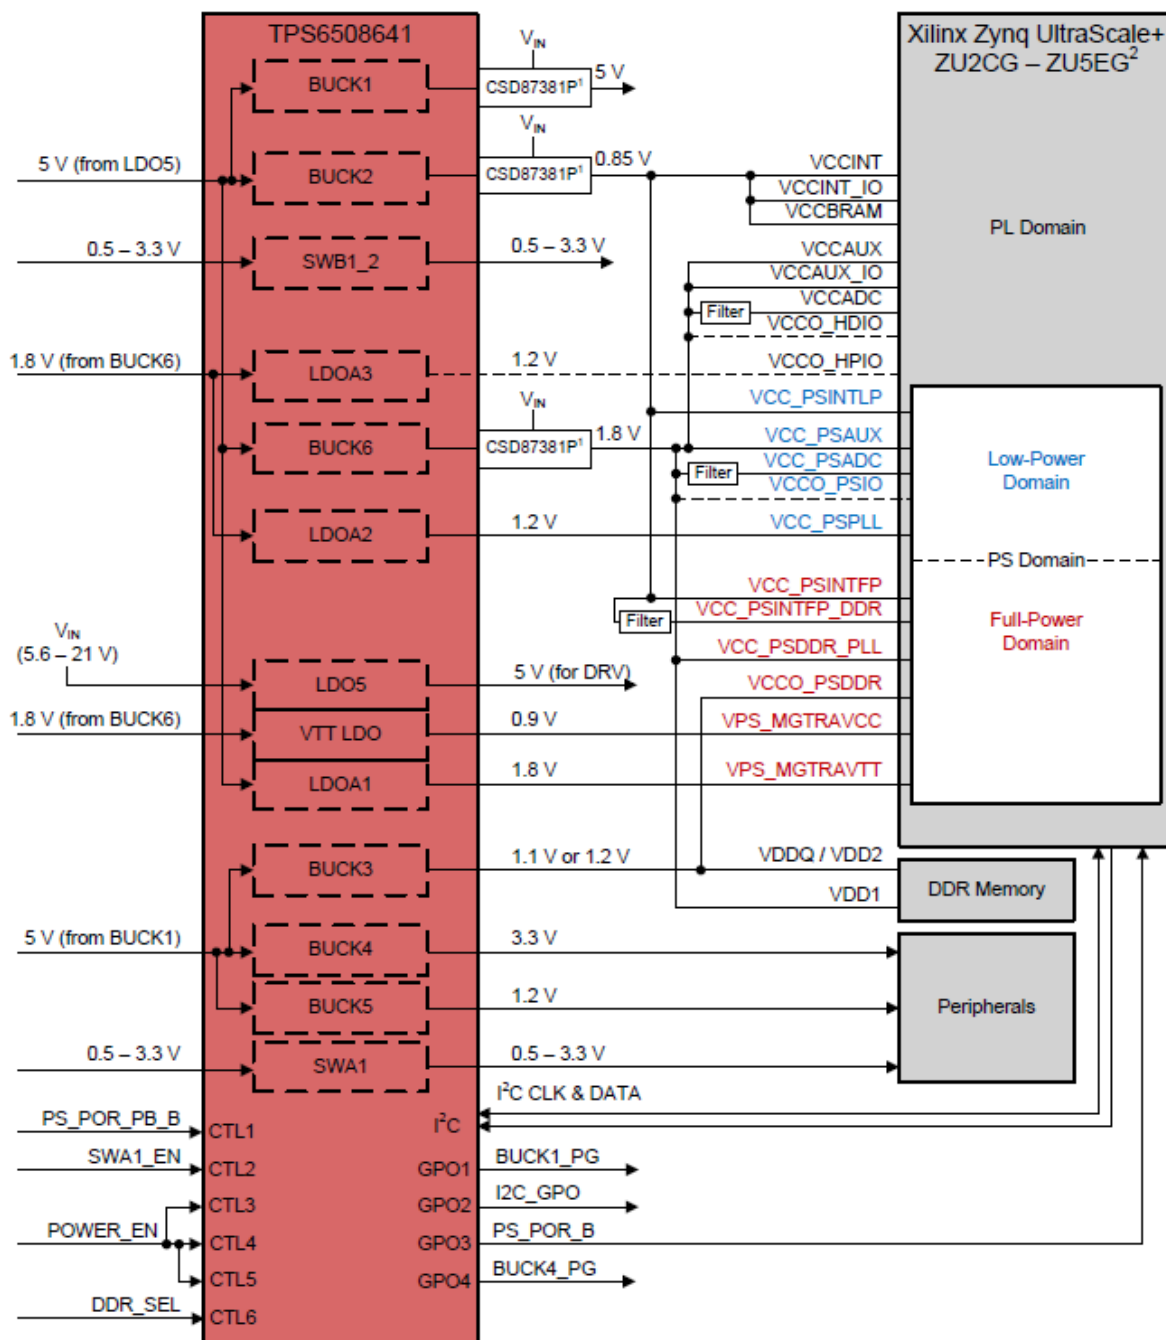 TPS6508641
Xilinx Zynq UltraScale+
ZU2CG – ZU5EG²
V_IN
BUCK1
CSD87381P¹
5 V
V_IN
5 V (from LDO5)
BUCK2
CSD87381P¹
0.85 V
VCCINT
VCCINT_IO
VCCBRAM
PL Domain
0.5 – 3.3 V
SWB1_2
0.5 – 3.3 V
VCCAUX
VCCAUX_IO
VCCADC
Filter
VCCO_HDIO
1.8 V (from BUCK6)
LDOA3
1.2 V
VCCO_HPIO
VCC_PSINTLP
V_IN
BUCK6
CSD87381P¹
1.8 V
VCC_PSAUX
VCC_PSADC
Filter
VCCO_PSIO
Low-Power
Domain
LDOA2
1.2 V
VCC_PSPLL
PS Domain
VCC_PSINTFP
VCC_PSINTFP_DDR
Filter
Full-Power
Domain
V_IN
(5.6 – 21 V)
VCC_PSDDR_PLL
LDO5
5 V (for DRV)
VCCO_PSDDR
1.8 V (from BUCK6)
VTT LDO
0.9 V
VPS_MGTRAVCC
LDOA1
1.8 V
VPS_MGTRAVTT
BUCK3
1.1 V or 1.2 V
VDDQ / VDD2
VDD1
DDR Memory
5 V (from BUCK1)
BUCK4
3.3 V
BUCK5
1.2 V
Peripherals
0.5 – 3.3 V
SWA1
0.5 – 3.3 V
I²C CLK & DATA
PS_POR_PB_B
CTL1
I²C
SWA1_EN
CTL2
GPO1
BUCK1_PG
CTL3
GPO2
I2C_GPO
POWER_EN
CTL4
GPO3
PS_POR_B
CTL5
GPO4
BUCK4_PG
DDR_SEL
CTL6